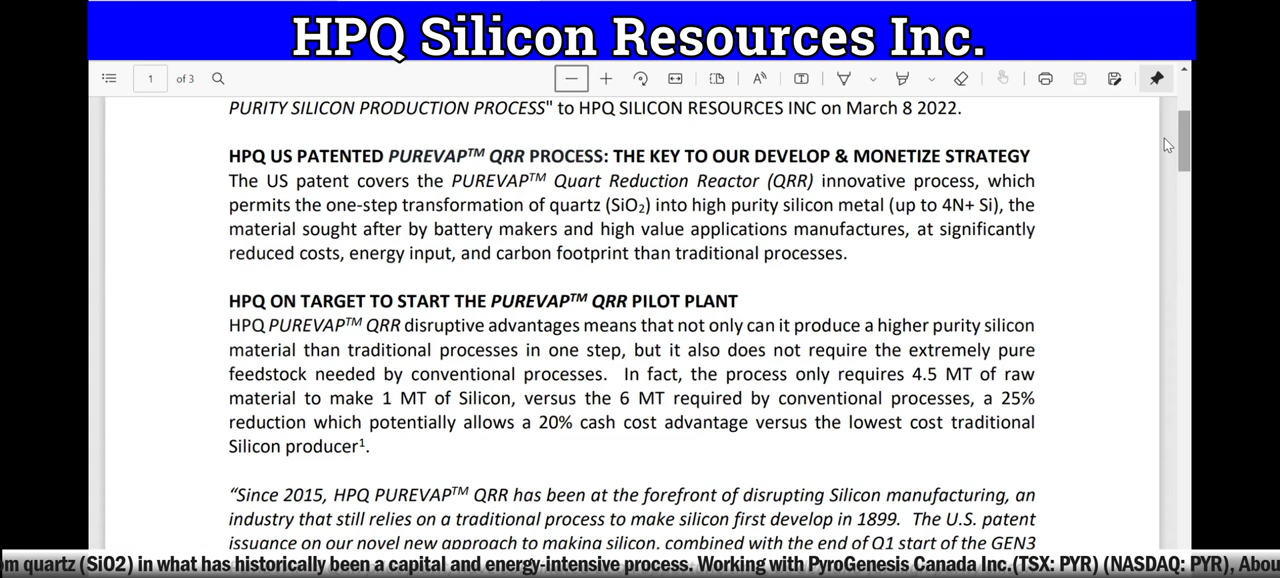 HPQ Silicon Resources Inc.
1 of 3
PURITY SILICON PRODUCTION PROCESS" to HPQ SILICON RESOURCES INC on March 8 2022.
HPQ US PATENTED PUREVAP™ QRR PROCESS: THE KEY TO OUR DEVELOP & MONETIZE STRATEGY
The US patent covers the PUREVAP™ Quart Reduction Reactor (QRR) innovative process, which
permits the one-step transformation of quartz (SiO₂) into high purity silicon metal (up to 4N+ Si), the
material sought after by battery makers and high value applications manufactures, at significantly
reduced costs, energy input, and carbon footprint than traditional processes.
HPQ ON TARGET TO START THE PUREVAP™ QRR PILOT PLANT
HPQ PUREVAP™ QRR disruptive advantages means that not only can it produce a higher purity silicon
material than traditional processes in one step, but it also does not require the extremely pure
feedstock needed by conventional processes. In fact, the process only requires 4.5 MT of raw
material to make 1 MT of Silicon, versus the 6 MT required by conventional processes, a 25%
reduction which potentially allows a 20% cash cost advantage versus the lowest cost traditional
Silicon producer¹.
“Since 2015, HPQ PUREVAP™ QRR has been at the forefront of disrupting Silicon manufacturing, an
industry that still relies on a traditional process to make silicon first develop in 1899. The U.S. patent
issuance on our novel new approach to making silicon, combined with the end of Q1 start of the GEN3
om quartz (SiO2) in what has historically been a capital and energy-intensive process. Working with PyroGenesis Canada Inc.(TSX: PYR) (NASDAQ: PYR), Abou